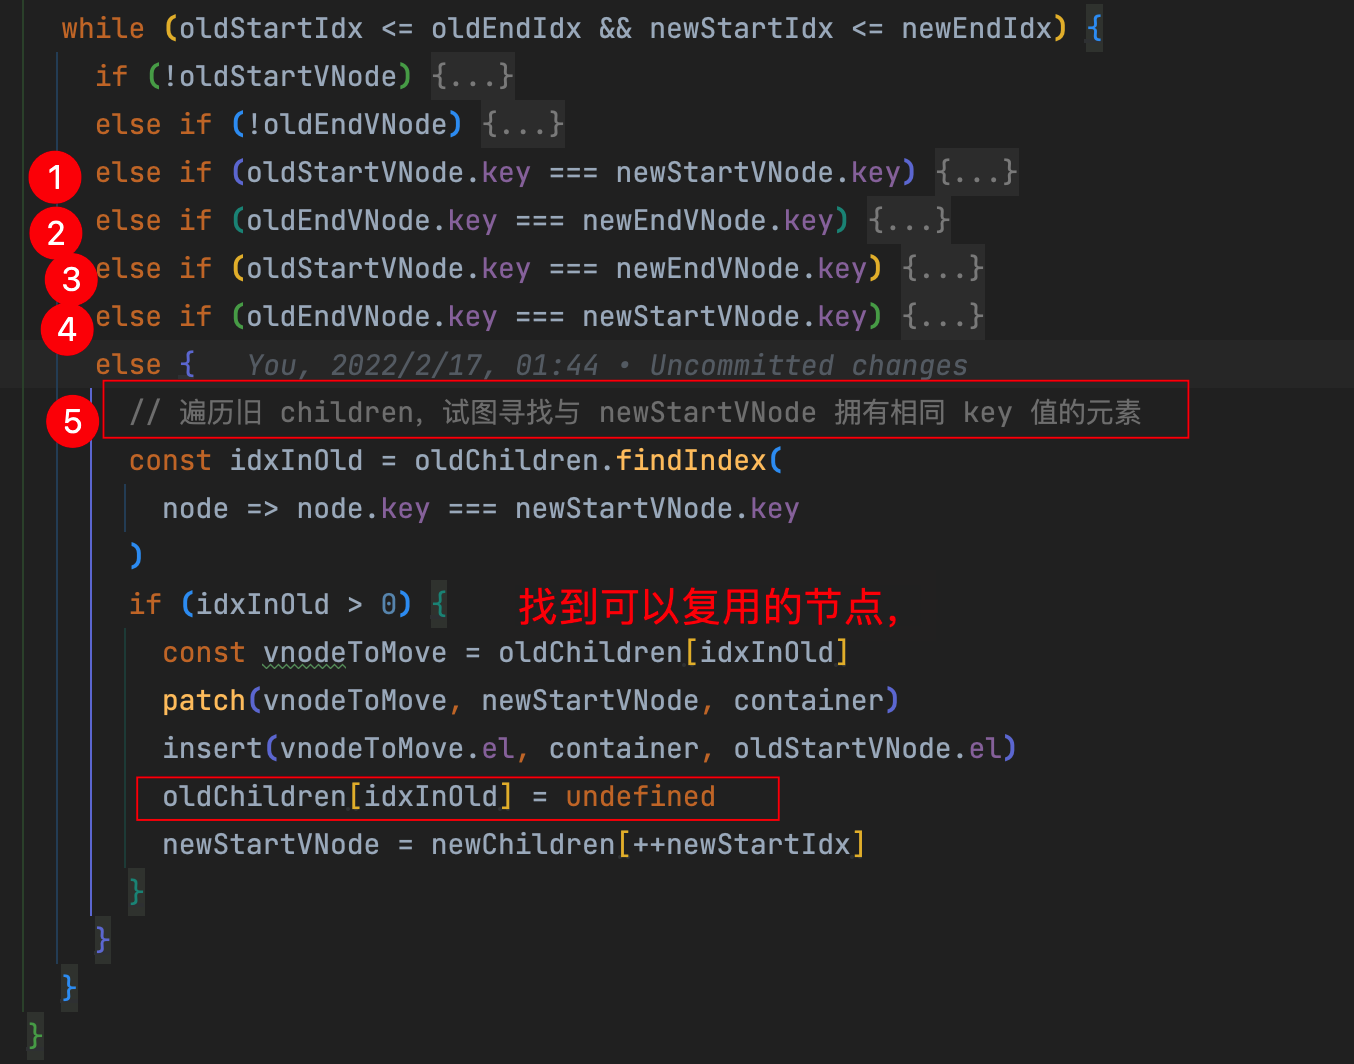 while (oldStartIdx <= oldEndIdx && newStartIdx <= newEndIdx) {
if (!oldStartVNode) {...}
else if (!oldEndVNode) {...}
1 else if (oldStartVNode.key === newStartVNode.key) {...}
2 else if (oldEndVNode.key === newEndVNode.key) {...}
3 else if (oldStartVNode.key === newEndVNode.key) {...}
4 else if (oldEndVNode.key === newStartVNode.key) {...}
else { You, 2022/2/17, 01:44 • Uncommitted changes
5 // 遍历旧 children, 试图寻找与 newStartVNode 拥有相同 key 值的元素
const idxInOld = oldChildren.findIndex(
node => node.key === newStartVNode.key
)
if (idxInOld > 0) { 找到可以复用的节点,
const vnodeToMove = oldChildren[idxInOld]
patch(vnodeToMove, newStartVNode, container)
insert(vnodeToMove.el, container, oldStartVNode.el)
oldChildren[idxInOld] = undefined
newStartVNode = newChildren[++newStartIdx]
}
}
}
}